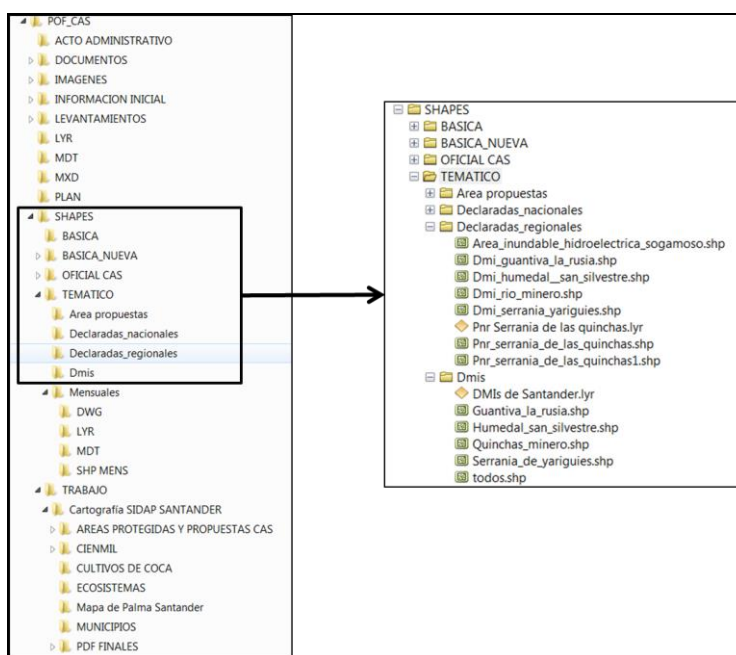 POF_CAS
ACTO ADMINISTRATIVO
DOCUMENTOS
IMAGENES
INFORMACION INICIAL
LEVANTAMIENTOS
LYR
MDT
MXD
PLAN
SHAPES
BASICA
BASICA_NUEVA
OFICIAL CAS
TEMATICO
Area propuestas
Declaradas_nacionales
Declaradas_regionales
Dmis
Mensuales
DWG
LYR
MDT
SHP MENS
TRABAJO
Cartografía SIDAP SANTANDER
AREAS PROTEGIDAS Y PROPUESTAS CAS
CIENMIL
CULTIVOS DE COCA
ECOSISTEMAS
Mapa de Palma Santander
MUNICIPIOS
PDF FINALES
SHAPES
BASICA
BASICA_NUEVA
OFICIAL CAS
TEMATICO
Area propuestas
Declaradas_nacionales
Declaradas_regionales
Area_inundable_hidroelectrica_sogamoso.shp
Dmi_guantiva_la_rusia.shp
Dmi_humedal__san_silvestre.shp
Dmi_rio_minero.shp
Dmi_serrania_yariguies.shp
Pnr Serrania de las quinchas.lyr
Pnr_serrania_de_las_quinchas.shp
Pnr_serrania_de_las_quinchas1.shp
Dmis
DMIs de Santander.lyr
Guantiva_la_rusia.shp
Humedal_san_silvestre.shp
Quinchas_minero.shp
Serrania_de_yariguies.shp
todos.shp